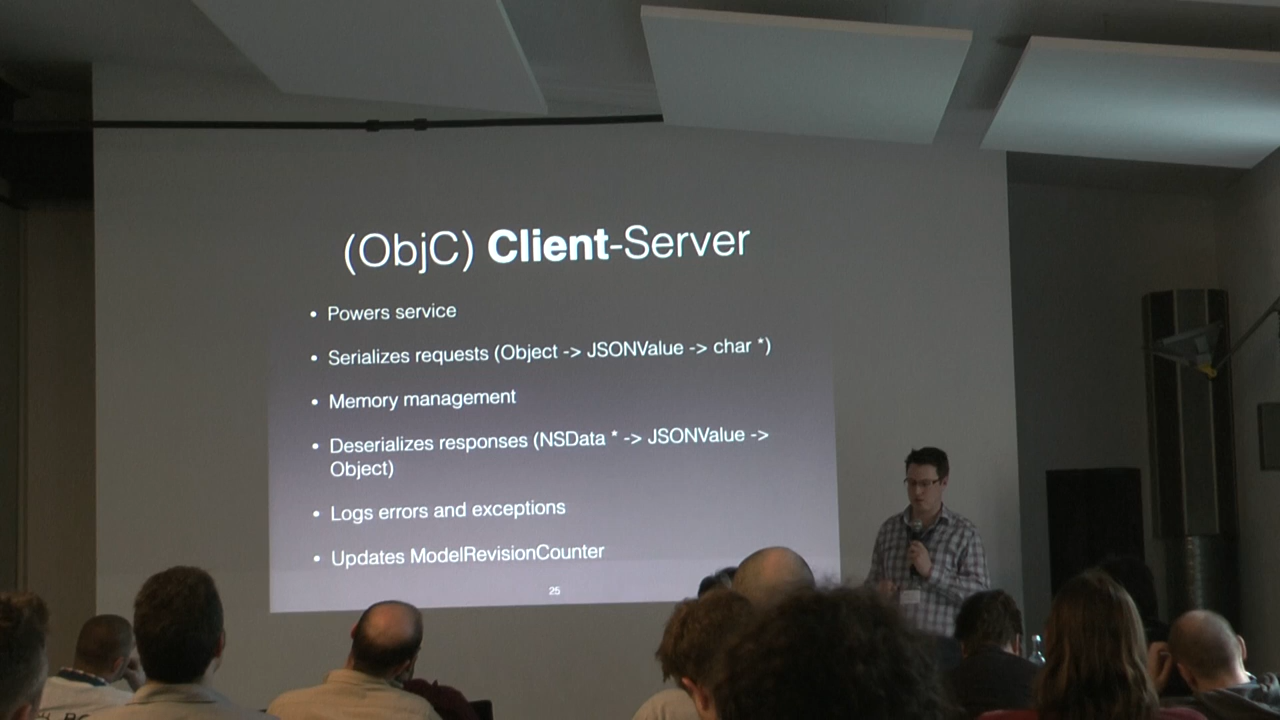 (ObjC) Client-Server
• Powers service
• Serializes requests (Object -> JSONValue -> char *)
• Memory management
• Deserializes responses (NSData * -> JSONValue ->
Object)
• Logs errors and exceptions
• Updates ModelRevisionCounter
25